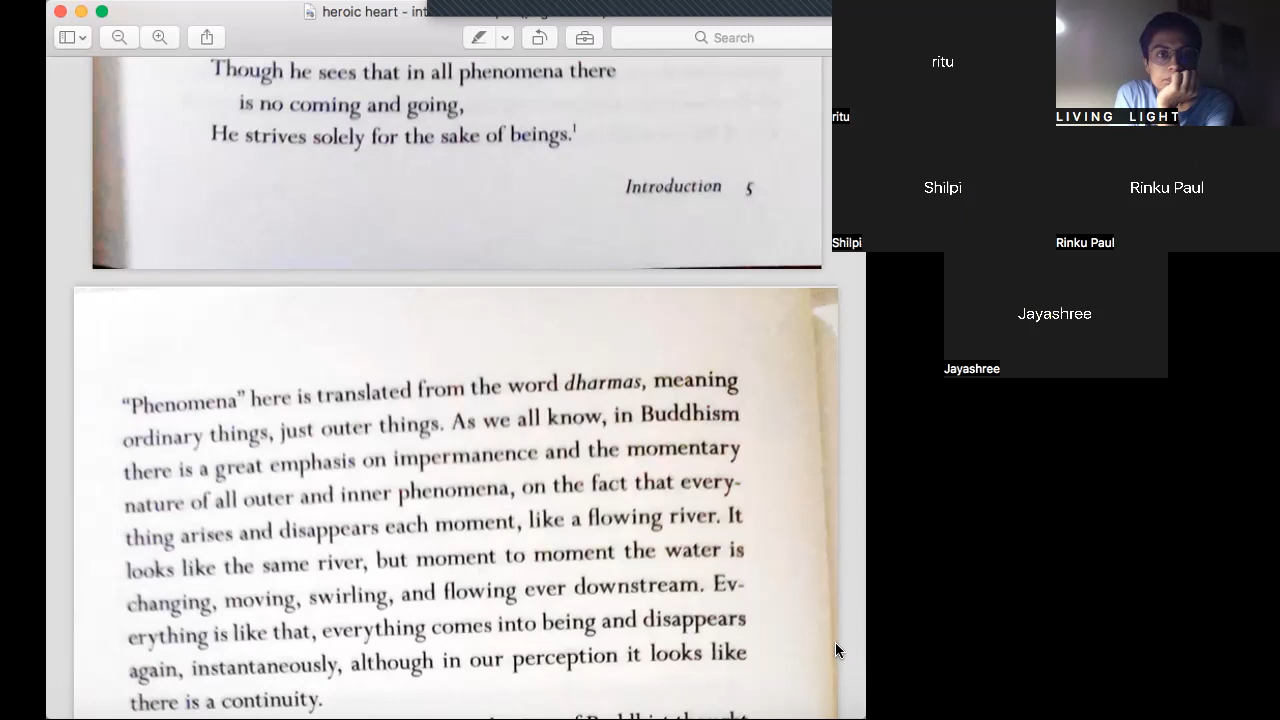 heroic heart - int
Search
Though he sees that in all phenomena there
is no coming and going,
He strives solely for the sake of beings.¹
Introduction 5
“Phenomena” here is translated from the word dharmas, meaning
ordinary things, just outer things. As we all know, in Buddhism
there is a great emphasis on impermanence and the momentary
nature of all outer and inner phenomena, on the fact that every-
thing arises and disappears each moment, like a flowing river. It
looks like the same river, but moment to moment the water is
changing, moving, swirling, and flowing ever downstream. Ev-
erything is like that, everything comes into being and disappears
again, instantaneously, although in our perception it looks like
there is a continuity.
ritu
ritu
LIVING LIGHT
Shilpi
Shilpi
Rinku Paul
Rinku Paul
Jayashree
Jayashree